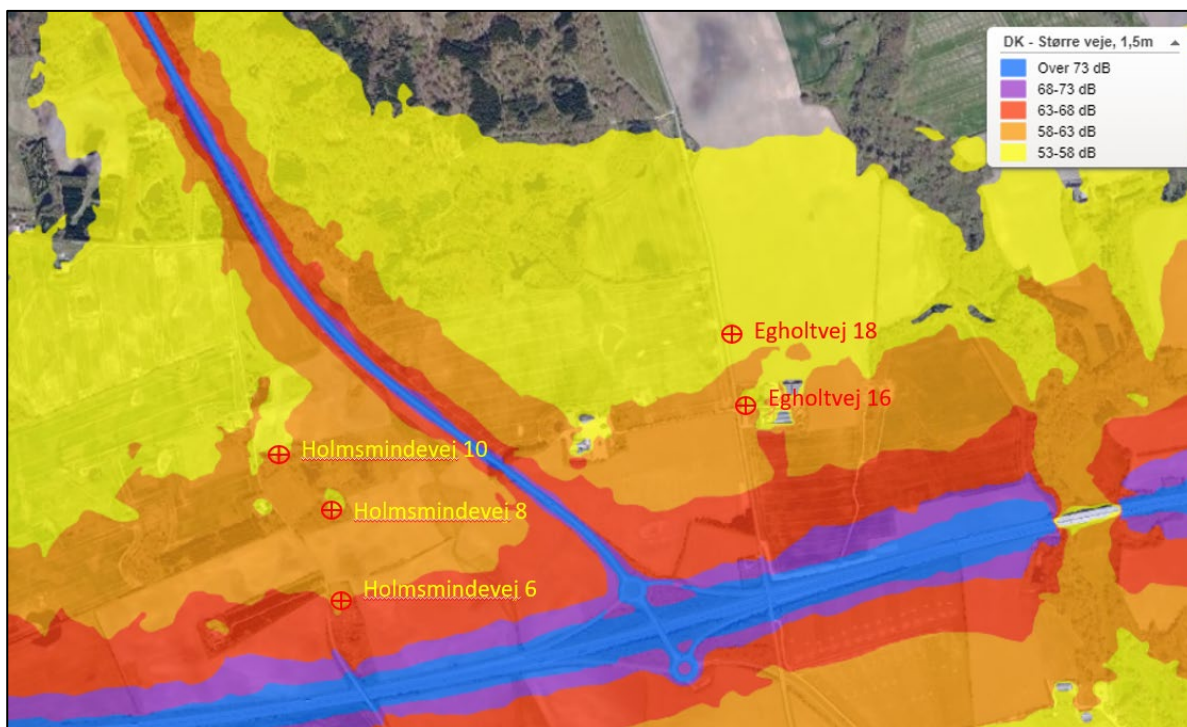 DK - Større veje, 1,5m
Over 73 dB
68-73 dB
63-68 dB
58-63 dB
53-58 dB
Egholtvej 18
Egholtvej 16
Holmsmindevej 10
Holmsmindevej 8
Holmsmindevej 6